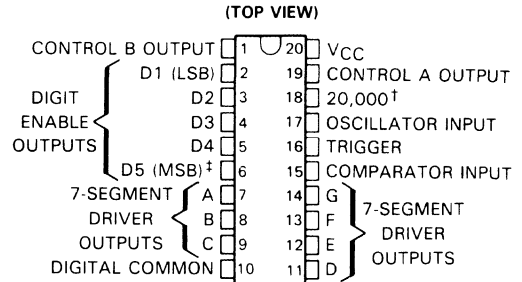 (TOP VIEW)
CONTROL B OUTPUT 1 20 VCC
D1 (LSB) 2 19 CONTROL A OUTPUT
DIGIT D2 3 18 20,000†
ENABLE D3 4 17 OSCILLATOR INPUT
OUTPUTS D4 5 16 TRIGGER
D5 (MSB)‡ 6 15 COMPARATOR INPUT
7-SEGMENT A 7 14 G 7-SEGMENT
DRIVER B 8 13 F DRIVER
OUTPUTS C 9 12 E OUTPUTS
DIGITAL COMMON 10 11 D